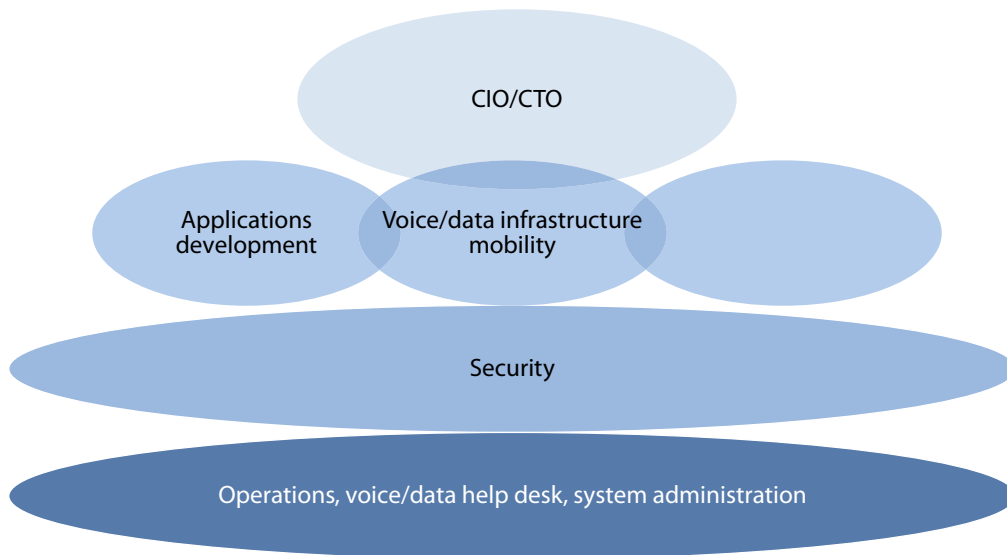 CIO/CTO
Applications
development
Voice/data infrastructure
mobility
Security
Operations, voice/data help desk, system administration